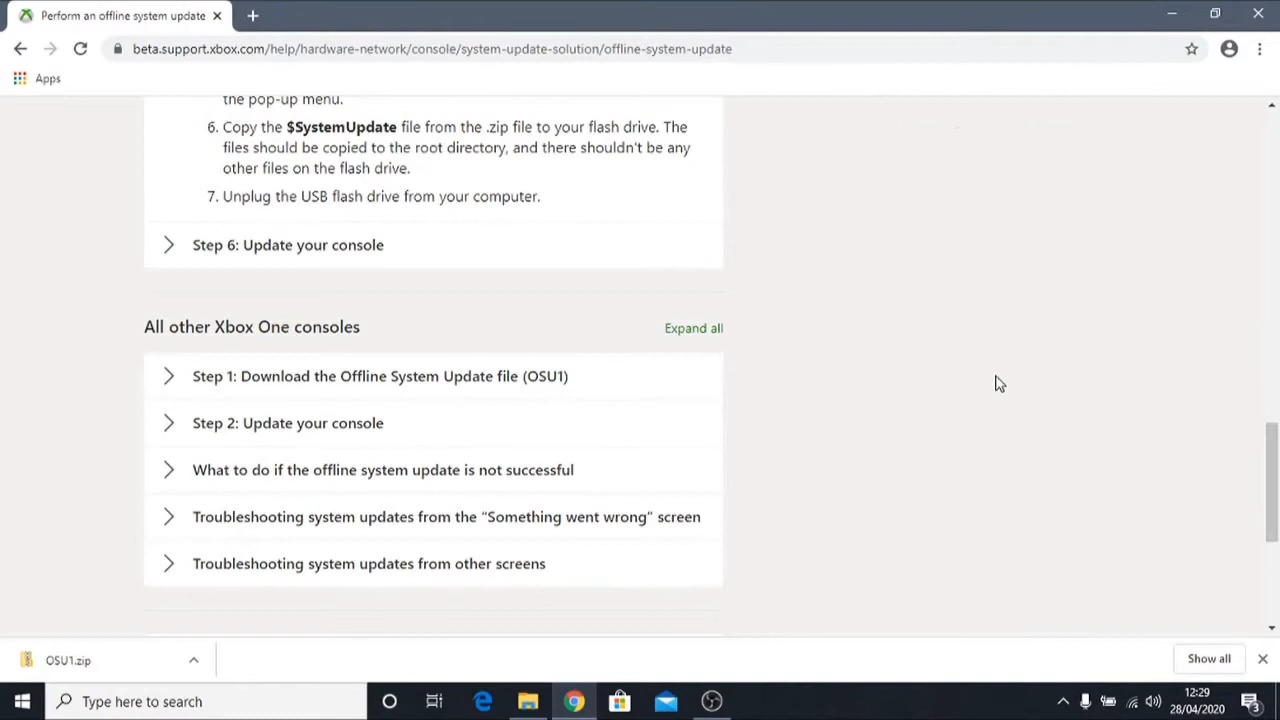 Perform an offline system update
beta.support.xbox.com/help/hardware-network/console/system-update-solution/offline-system-update
Apps
the pop-up menu.
6. Copy the $SystemUpdate file from the .zip file to your flash drive. The
files should be copied to the root directory, and there shouldn't be any
other files on the flash drive.
7. Unplug the USB flash drive from your computer.
Step 6: Update your console
All other Xbox One consoles
Expand all
Step 1: Download the Offline System Update file (OSU1)
Step 2: Update your console
What to do if the offline system update is not successful
Troubleshooting system updates from the “Something went wrong” screen
Troubleshooting system updates from other screens
OSU1.zip
Show all
Type here to search
12:29
28/04/2020
3